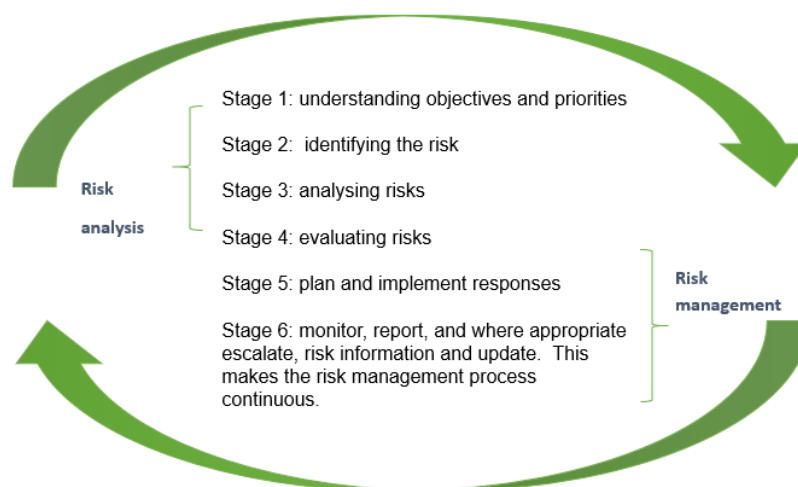 Stage 1: understanding objectives and priorities
Stage 2:  identifying the risk
Stage 3: analysing risks
Risk
analysis
Stage 4: evaluating risks
Stage 5: plan and implement responses
Risk
management
Stage 6: monitor, report, and where appropriate
escalate, risk information and update.  This
makes the risk management process
continuous.